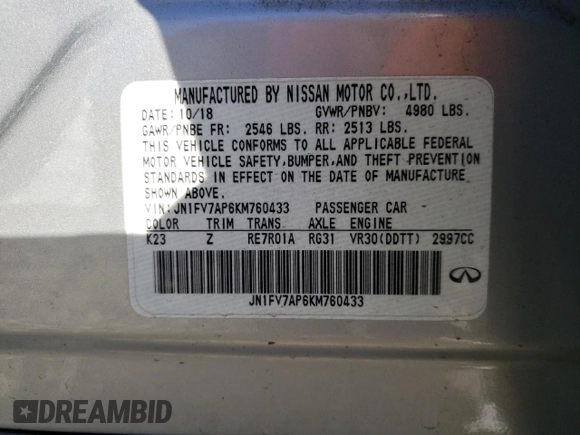 MANUFACTURED BY NISSAN MOTOR CO.,LTD.
DATE: 10/18 GVWR/PNBV: 4980 LBS.
GAWR/PNBE FR: 2546 LBS. RR: 2513 LBS.
THIS VEHICLE CONFORMS TO ALL APPLICABLE FEDERAL
MOTOR VEHICLE SAFETY,BUMPER,AND THEFT PREVENTION
STANDARDS IN EFFECT ON THE DATE OF MANUFACTURE
SHOWN ABOVE.
VIN:JN1FV7AP6KM760433 PASSENGER CAR
COLOR TRIM TRANS AXLE ENGINE
K23 Z RE7R01A RG31 VR30(DDTT) 2997CC
JN1FV7AP6KM760433
DREAMBID